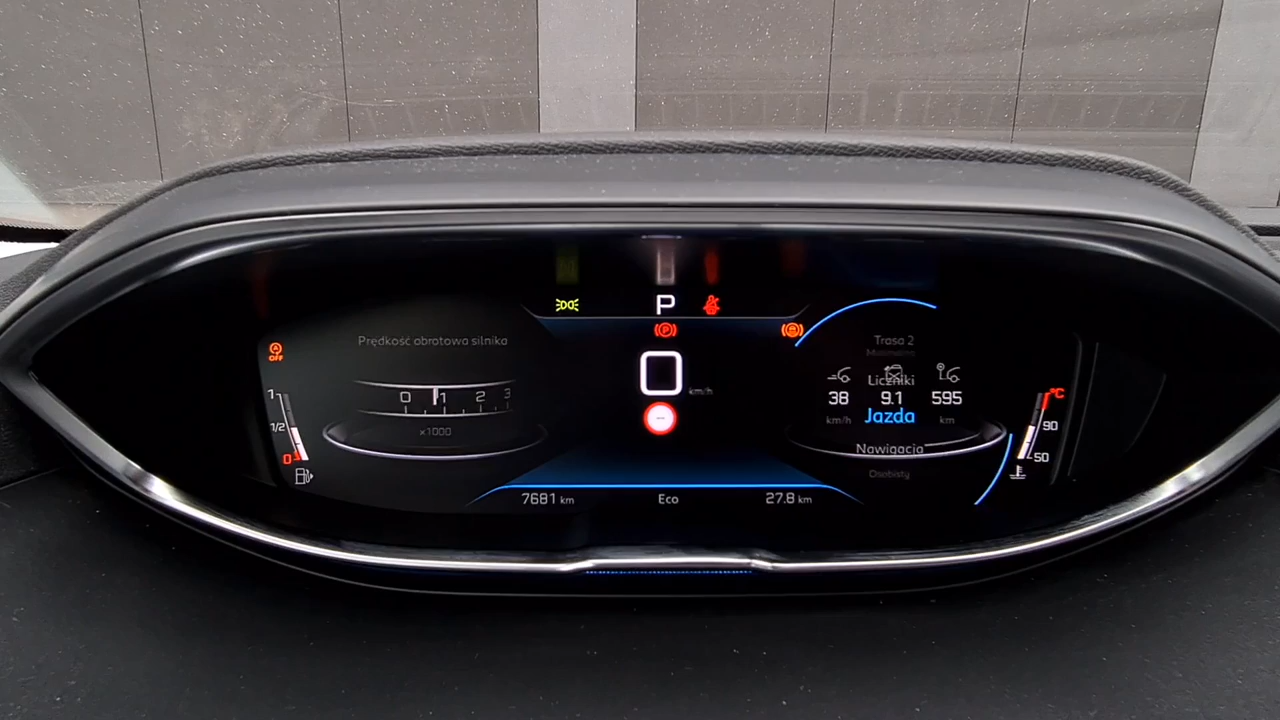 P
OFF
Prędkość obrotowa silnika
0 1 2 3
x1000
1
1/2
0
P
0 km/h
Trasa 2
Minimalne
Liczniki
38 9.1 595
km/h km
Jazda
Nawigacja
Osobisty
°C
90
50
7681 km
Eco
27.8 km